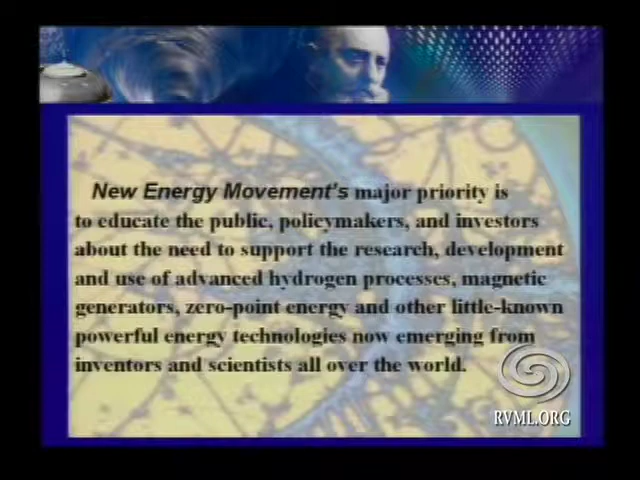 New Energy Movement's major priority is
to educate the public, policymakers, and investors
about the need to support the research, development
and use of advanced hydrogen processes, magnetic
generators, zero-point energy and other little-known
powerful energy technologies now emerging from
inventors and scientists all over the world.
RVML.ORG